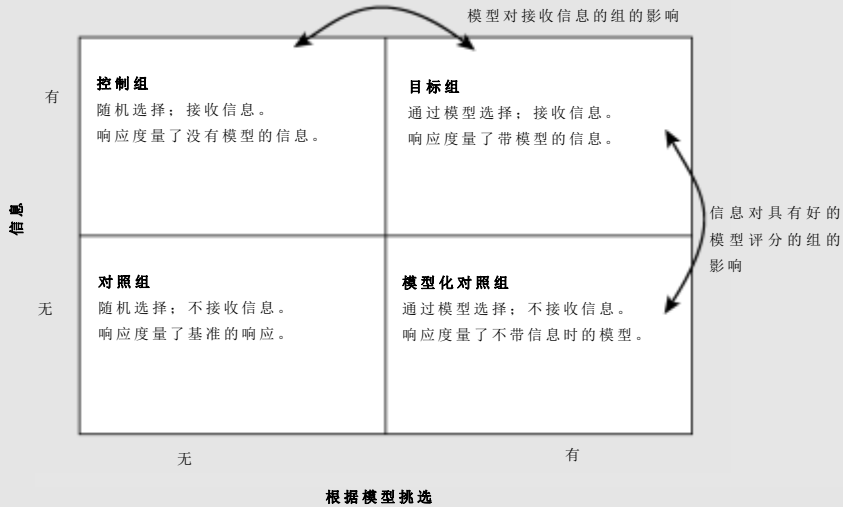 模型对接收信息的组的影响
有
控制组
随机选择；接收信息。
响应度量了没有模型的信息。
目标组
通过模型选择；接收信息。
响应度量了带模型的信息。
信息
信息对具有好的
模型评分的组的
影响
无
对照组
随机选择；不接收信息。
响应度量了基准的响应。
模型化对照组
通过模型选择；不接收信息。
响应度量了不带信息时的模型。
无
有
根据模型挑选